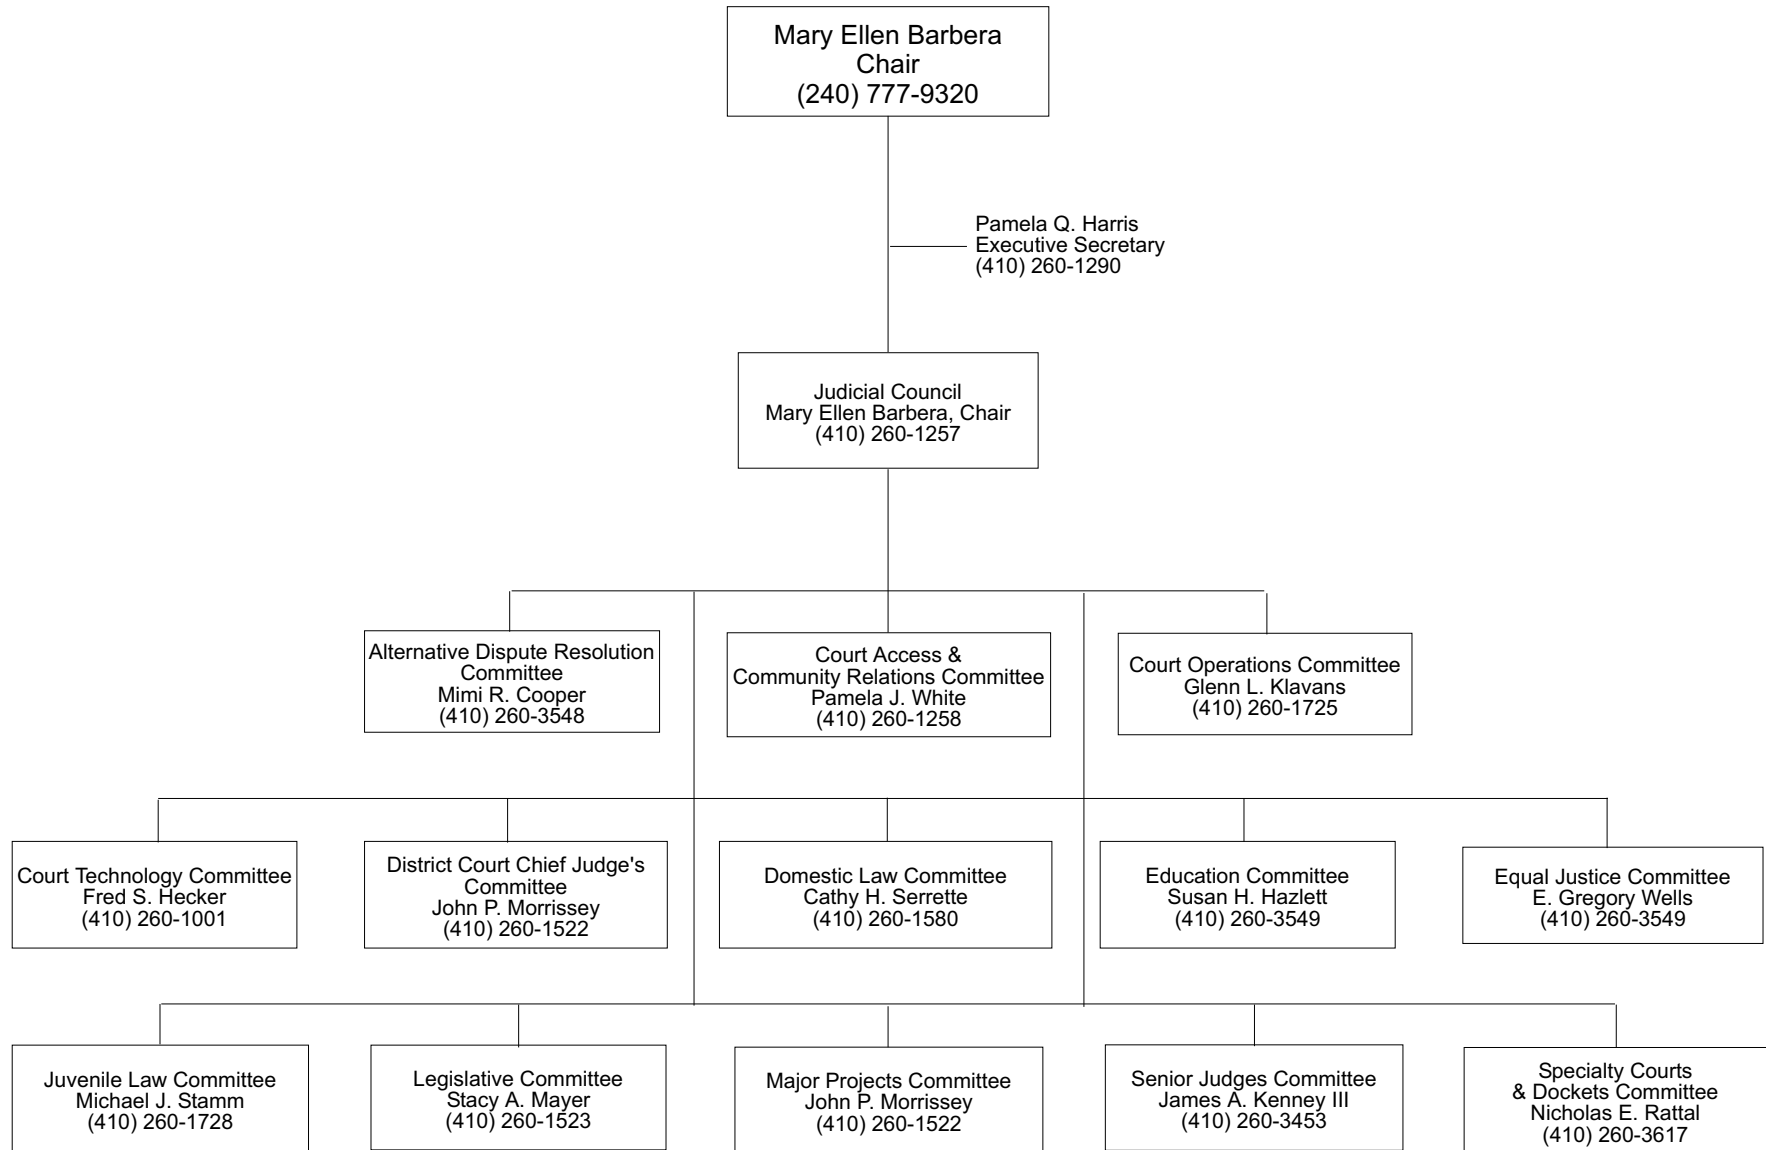 Mary Ellen Barbera
Chair
(240) 777-9320
Pamela Q. Harris
Executive Secretary
(410) 260-1290
Judicial Council
Mary Ellen Barbera, Chair
(410) 260-1257
Alternative Dispute Resolution
Committee
Mimi R. Cooper
(410) 260-3548
Court Access &
Community Relations Committee
Pamela J. White
(410) 260-1258
Court Operations Committee
Glenn L. Klavans
(410) 260-1725
Court Technology Committee
Fred S. Hecker
(410) 260-1001
District Court Chief Judge's
Committee
John P. Morrissey
(410) 260-1522
Domestic Law Committee
Cathy H. Serrette
(410) 260-1580
Education Committee
Susan H. Hazlett
(410) 260-3549
Equal Justice Committee
E. Gregory Wells
(410) 260-3549
Juvenile Law Committee
Michael J. Stamm
(410) 260-1728
Legislative Committee
Stacy A. Mayer
(410) 260-1523
Major Projects Committee
John P. Morrissey
(410) 260-1522
Senior Judges Committee
James A. Kenney III
(410) 260-3453
Specialty Courts
& Dockets Committee
Nicholas E. Rattal
(410) 260-3617